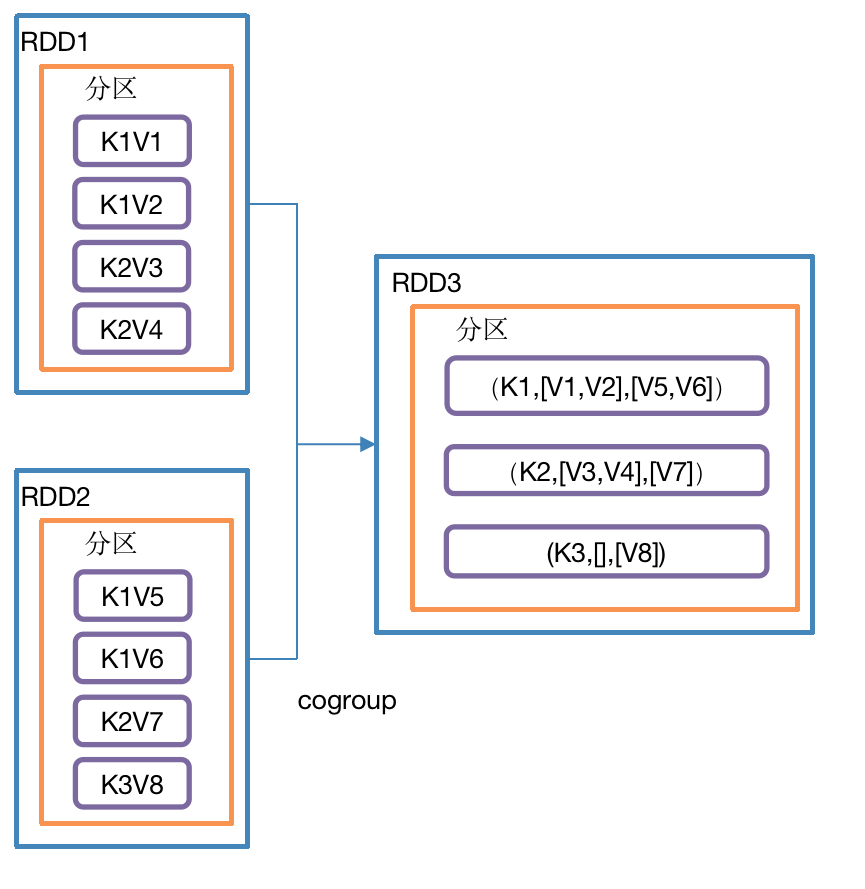 RDD1
分区
K1V1
K1V2
K2V3
K2V4
RDD2
分区
K1V5
K1V6
K2V7
K3V8
cogroup
RDD3
分区
（K1,[V1,V2],[V5,V6]）
（K2,[V3,V4],[V7]）
(K3,[],[V8])